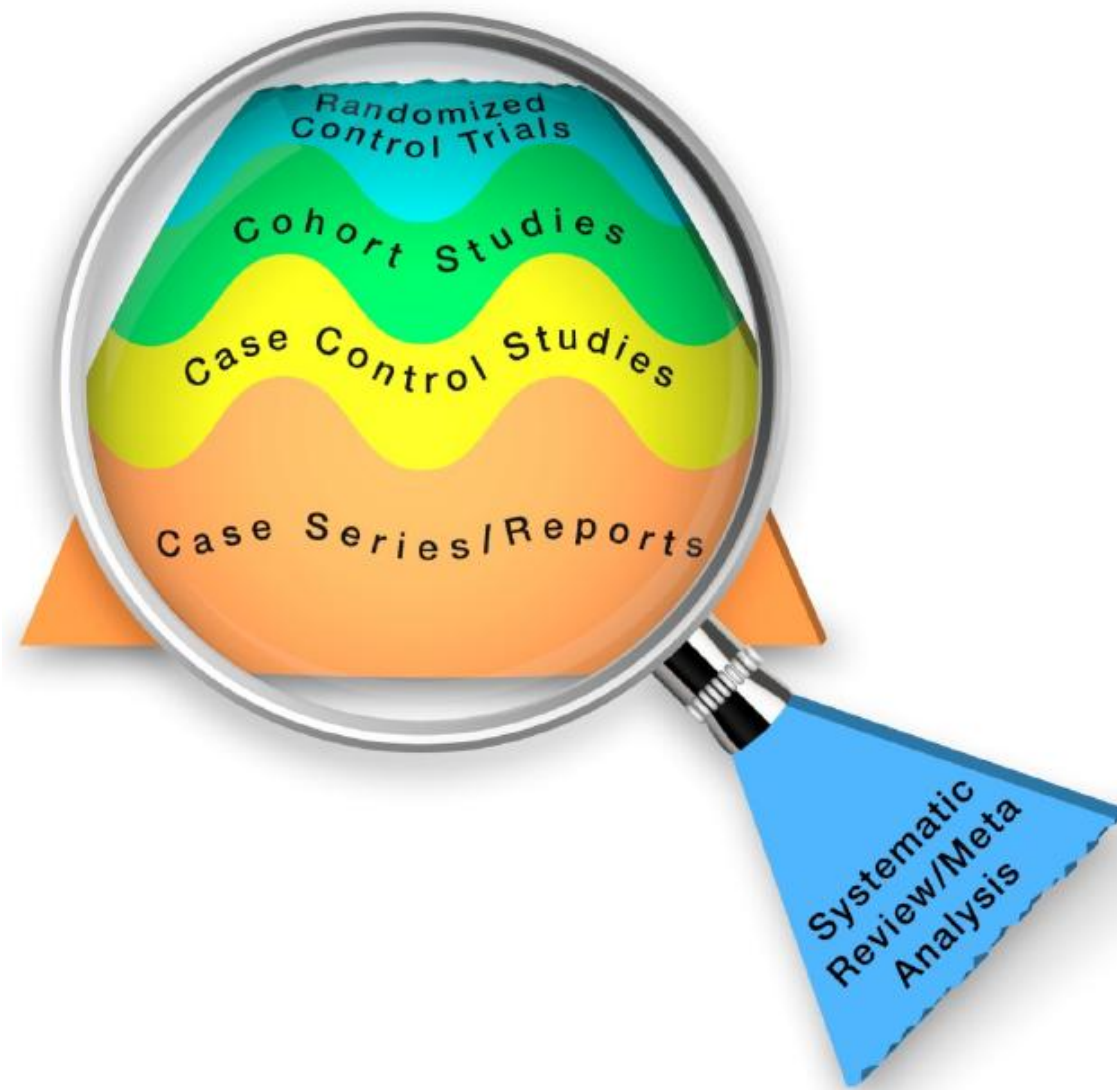 Randomized
Control Trials
Cohort Studies
Case Control Studies
Case Series/Reports
Systematic
Review/Meta
Analysis